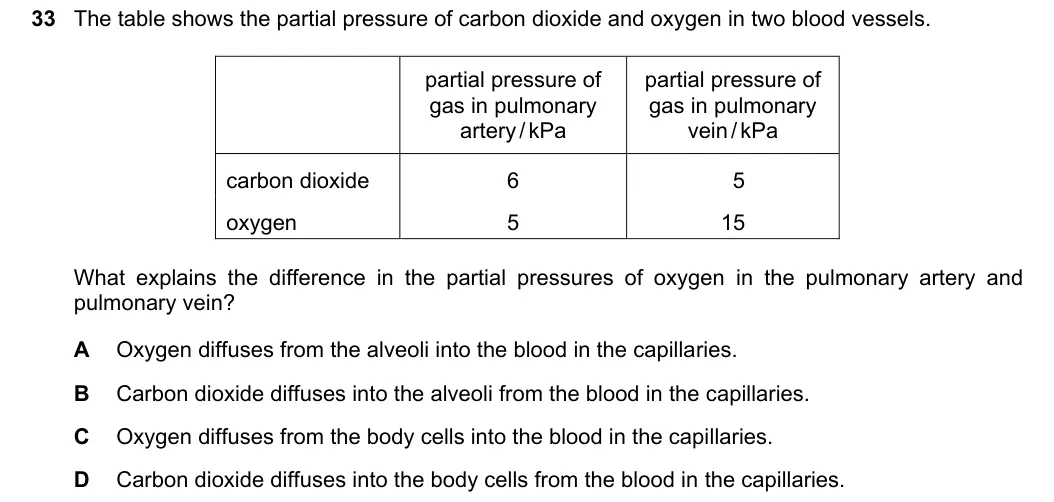 33 The table shows the partial pressure of carbon dioxide and oxygen in two blood vessels.
partial pressure of gas in pulmonary artery / kPa
partial pressure of gas in pulmonary vein / kPa
carbon dioxide 6 5
oxygen 5 15
What explains the difference in the partial pressures of oxygen in the pulmonary artery and
pulmonary vein?
A Oxygen diffuses from the alveoli into the blood in the capillaries.
B Carbon dioxide diffuses into the alveoli from the blood in the capillaries.
C Oxygen diffuses from the body cells into the blood in the capillaries.
D Carbon dioxide diffuses into the body cells from the blood in the capillaries.